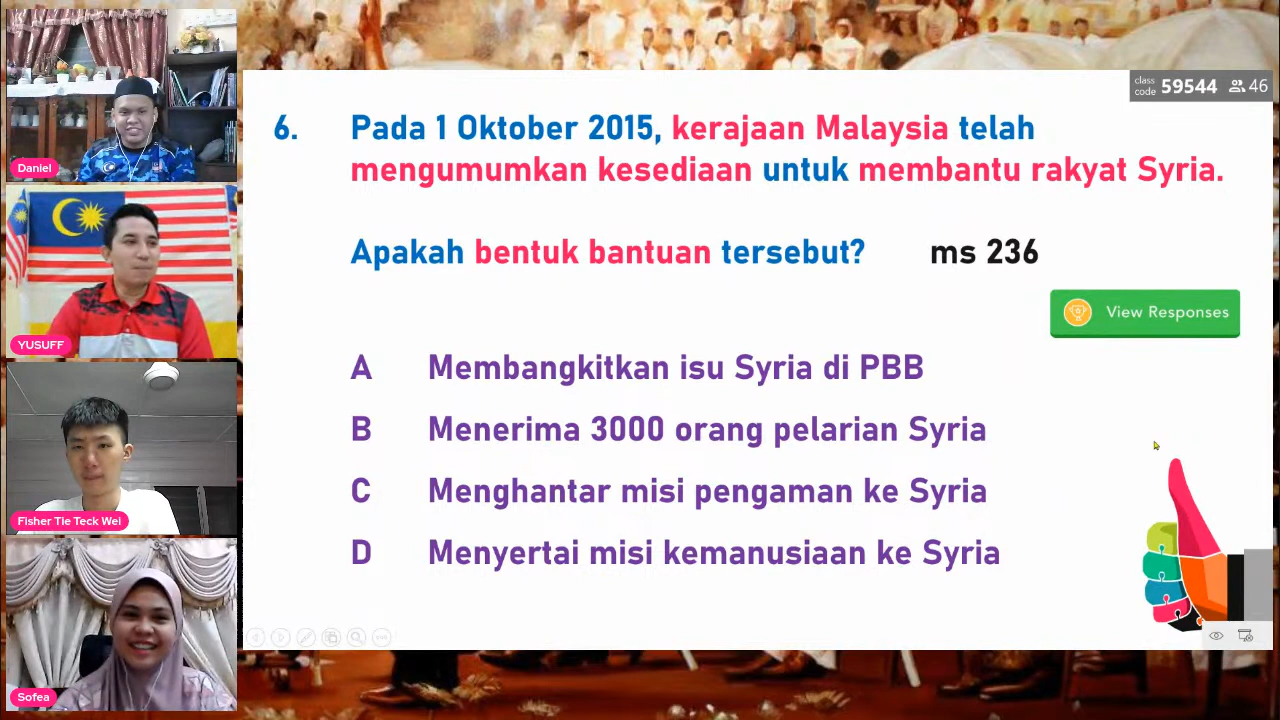 class
code 59544 46
6. Pada 1 Oktober 2015, kerajaan Malaysia telah
mengumumkan kesediaan untuk membantu rakyat Syria.
Apakah bentuk bantuan tersebut? ms 236
View Responses
A Membangkitkan isu Syria di PBB
B Menerima 3000 orang pelarian Syria
C Menghantar misi pengaman ke Syria
D Menyertai misi kemanusiaan ke Syria
Daniel
YUSUFF
Fisher Tie Teck Wei
Sofea